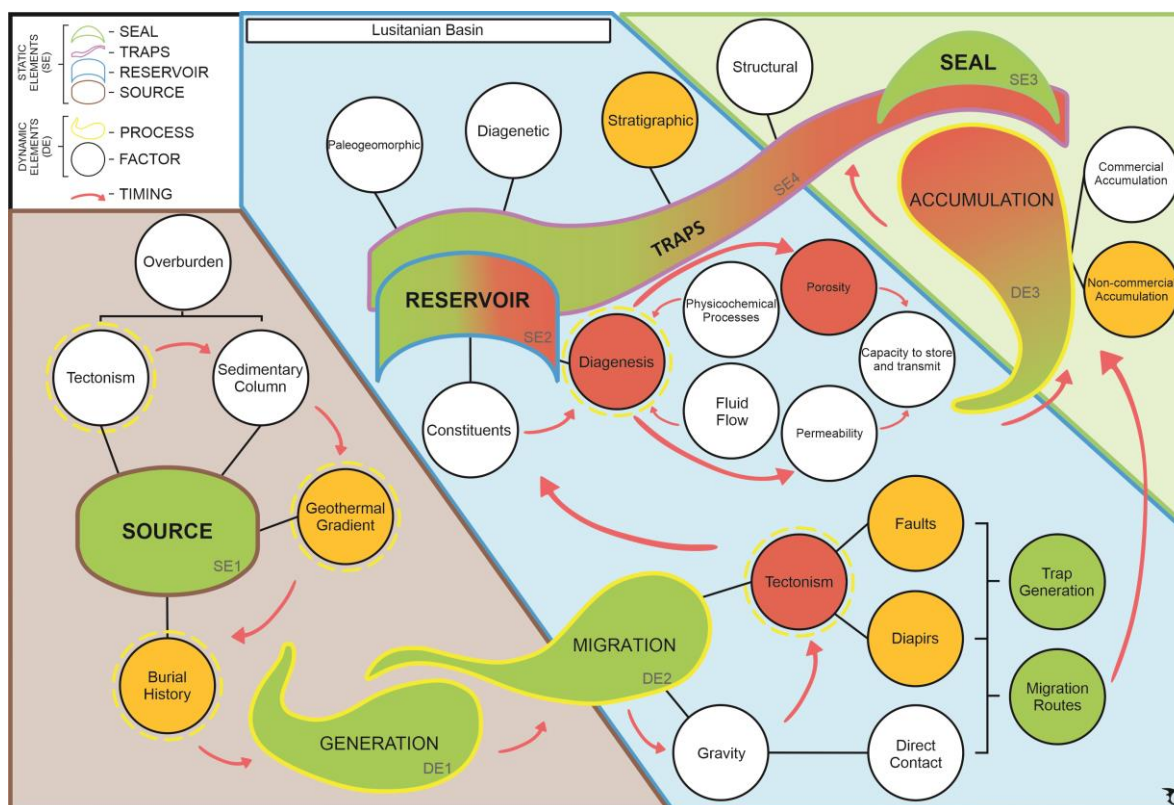 Lusitanian Basin
STATIC
ELEMENTS
(SE)
- SEAL
- TRAPS
- RESERVOIR
- SOURCE
DYNAMIC
ELEMENTS
(DE)
- PROCESS
- FACTOR
- TIMING
Overburden
Tectonism
Sedimentary
Column
SOURCE
SE1
Geothermal
Gradient
Burial
History
GENERATION
DE1
Paleogeomorphic
Diagenetic
Stratigraphic
Structural
TRAPS
SE4
SEAL
SE3
RESERVOIR
SE2
Constituents
Diagenesis
Physicochemical
Processes
Fluid
Flow
Porosity
Permeability
Capacity to store
and transmit
ACCUMULATION
DE3
Commercial
Accumulation
Non-commercial
Accumulation
MIGRATION
DE2
Tectonism
Gravity
Faults
Diapirs
Direct
Contact
Trap
Generation
Migration
Routes